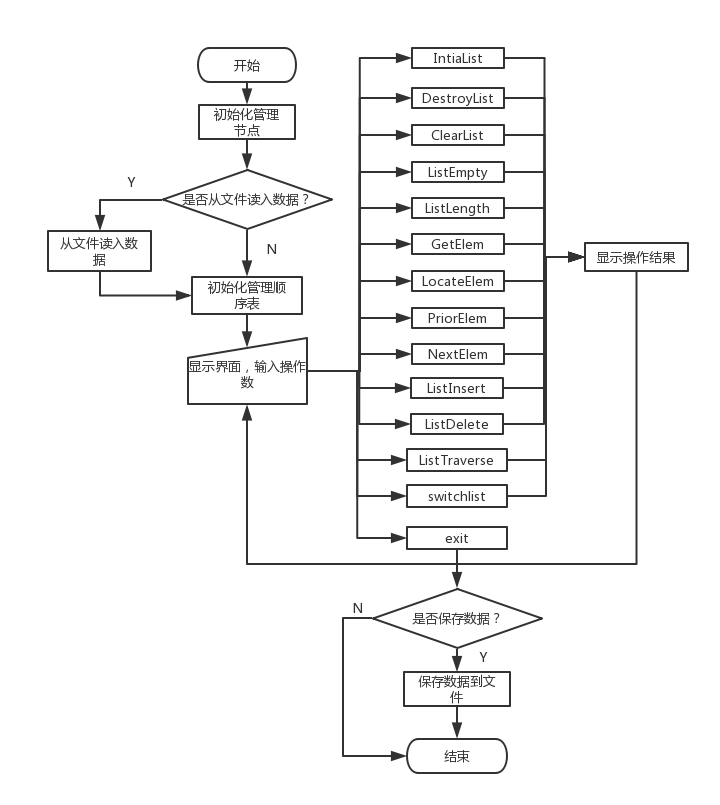 开始
初始化管理
节点
是否从文件读入数据？
Y
N
从文件读入数
据
初始化管理顺
序表
显示界面，输入操作
数
IntiaList
DestroyList
ClearList
ListEmpty
ListLength
GetElem
LocateElem
PriorElem
NextElem
ListInsert
ListDelete
ListTraverse
switchlist
exit
显示操作结果
是否保存数据？
N
Y
保存数据到文
件
结束